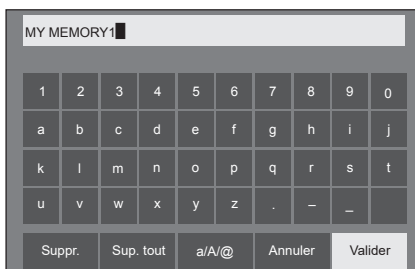 MY MEMORY1
1 2 3 4 5 6 7 8 9 0
a b c d e f g h i j
k l m n o p q r s t
u v w x y z . – _
Suppr. Sup. tout a/A/@ Annuler Valider